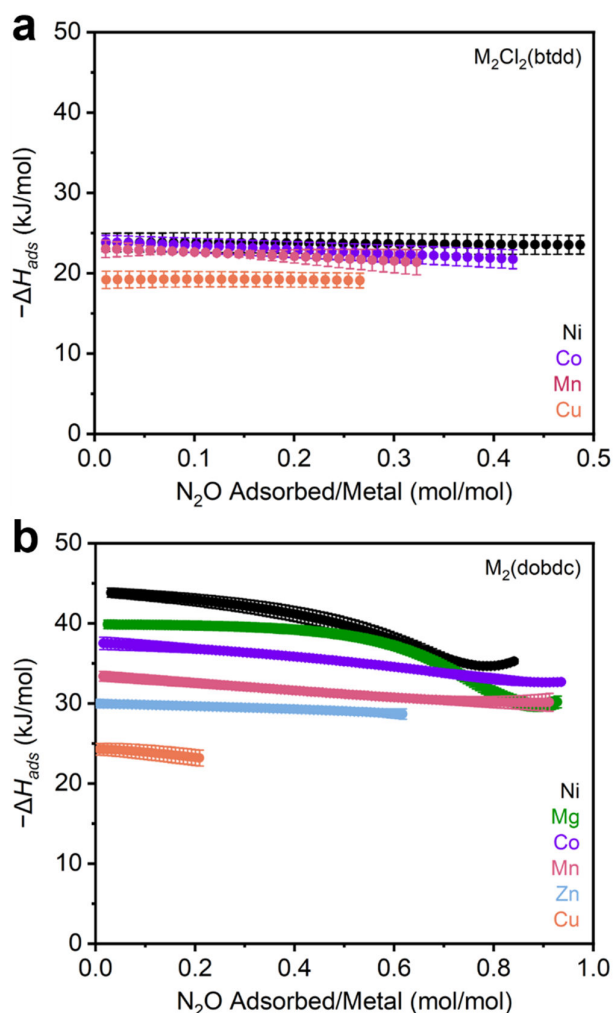 a
M₂Cl₂(btdd)
50
40
30
20
10
0
−ΔHads (kJ/mol)
Ni
Co
Mn
Cu
0.0 0.1 0.2 0.3 0.4 0.5
N₂O Adsorbed/Metal (mol/mol)
b
M₂(dobdc)
50
40
30
20
10
0
−ΔHads (kJ/mol)
Ni
Mg
Co
Mn
Zn
Cu
0.0 0.2 0.4 0.6 0.8 1.0
N₂O Adsorbed/Metal (mol/mol)